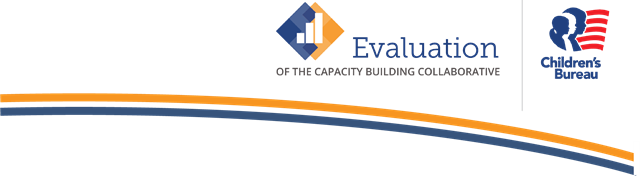 Evaluation
OF THE CAPACITY BUILDING COLLABORATIVE
Children's
Bureau